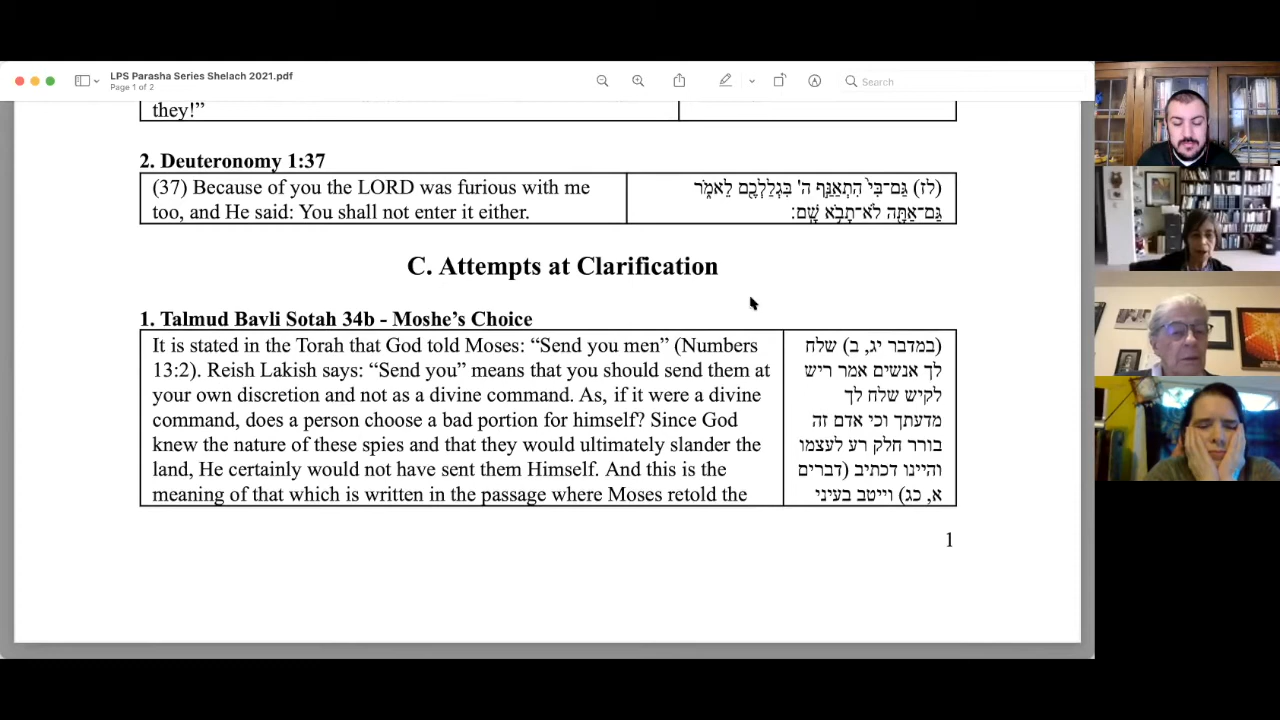 LPS Parasha Series Shelach 2021.pdf
Page 1 of 2
Search
they!”
2. Deuteronomy 1:37
(37) Because of you the LORD was furious with me
too, and He said: You shall not enter it either.
(לז) גַּם־בִּי֙ הִתְאַנַּ֣ף ה' בִּגְלַלְכֶ֖ם לֵאמֹ֑ר
גַּם־אַתָּ֖ה לֹא־תָבֹ֥א שָֽׁם׃
C. Attempts at Clarification
1. Talmud Bavli Sotah 34b - Moshe’s Choice
It is stated in the Torah that God told Moses: “Send you men” (Numbers
13:2). Reish Lakish says: “Send you” means that you should send them at
your own discretion and not as a divine command. As, if it were a divine
command, does a person choose a bad portion for himself? Since God
knew the nature of these spies and that they would ultimately slander the
land, He certainly would not have sent them Himself. And this is the
meaning of that which is written in the passage where Moses retold the
(במדבר יג, ב) שלח
לך אנשים אמר ריש
לקיש שלח לך
מדעתך וכי אדם זה
בורר חלק רע לעצמו
והיינו דכתיב (דברים
א, כג) וייטב בעיני
1